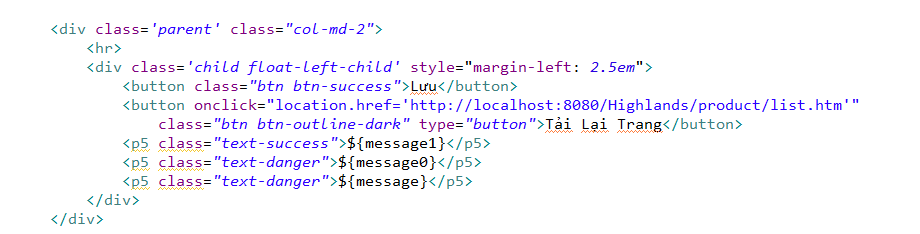 <div class='parent' class="col-md-2">
<hr>
<div class='child float-left-child' style="margin-left: 2.5em">
<button class="btn btn-success">Lưu</button>
<button onclick="location.href='http://localhost:8080/Highlands/product/list.htm'"
class="btn btn-outline-dark" type="button">Tải Lại Trang</button>
<p5 class="text-success">${message1}</p5>
<p5 class="text-danger">${message0}</p5>
<p5 class="text-danger">${message}</p5>
</div>
</div>